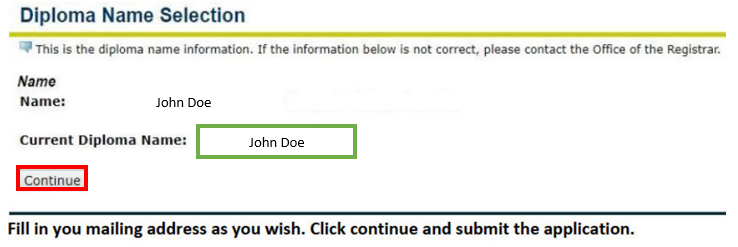 Diploma Name Selection
This is the diploma name information. If the information below is not correct, please contact the Office of the Registrar.
Name
Name: John Doe
Current Diploma Name: John Doe
Continue
Fill in you mailing address as you wish. Click continue and submit the application.